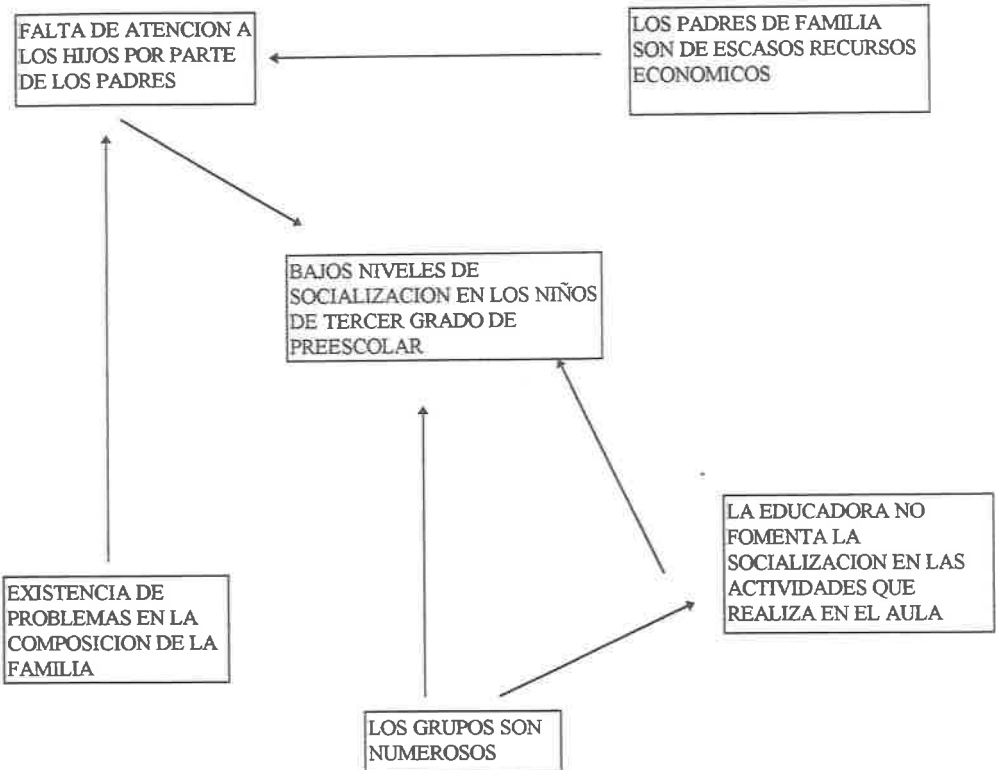 FALTA DE ATENCION A
LOS HIJOS POR PARTE
DE LOS PADRES
LOS PADRES DE FAMILIA
SON DE ESCASOS RECURSOS
ECONOMICOS
BAJOS NIVELES DE
SOCIALIZACION EN LOS NIÑOS
DE TERCER GRADO DE
PREESCOLAR
LA EDUCADORA NO
FOMENTA LA
SOCIALIZACION EN LAS
ACTIVIDADES QUE
REALIZA EN EL AULA
EXISTENCIA DE
PROBLEMAS EN LA
COMPOSICION DE LA
FAMILIA
LOS GRUPOS SON
NUMEROSOS